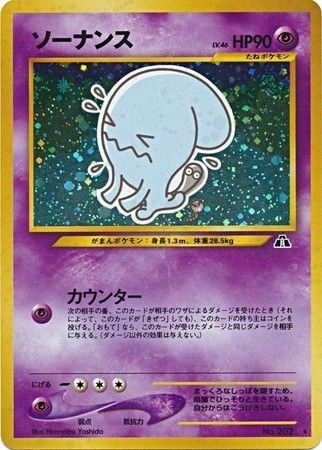 ソーナンス
LV.46 HP90
たねポケモン
がまんポケモン：身長1.3m、体重28.5kg
カウンター
次の相手の番、このカードが相手のワザによるダメージを受けたとき（それ
によって、このカードが「きぜつ」しても）、このカードの持ち主はコインを
投げる。「おもて」なら、このカードが受けたダメージと同じダメージを相手
に与える。（ダメージ以外の効果は与えない。）
にげる
弱点 抵抗力
まっくろなしっぽを隠すため、
暗闇でひっそりと生きている。
自分からはこうげきしない。
Illus. Hironobu Yoshida
No.202 ★